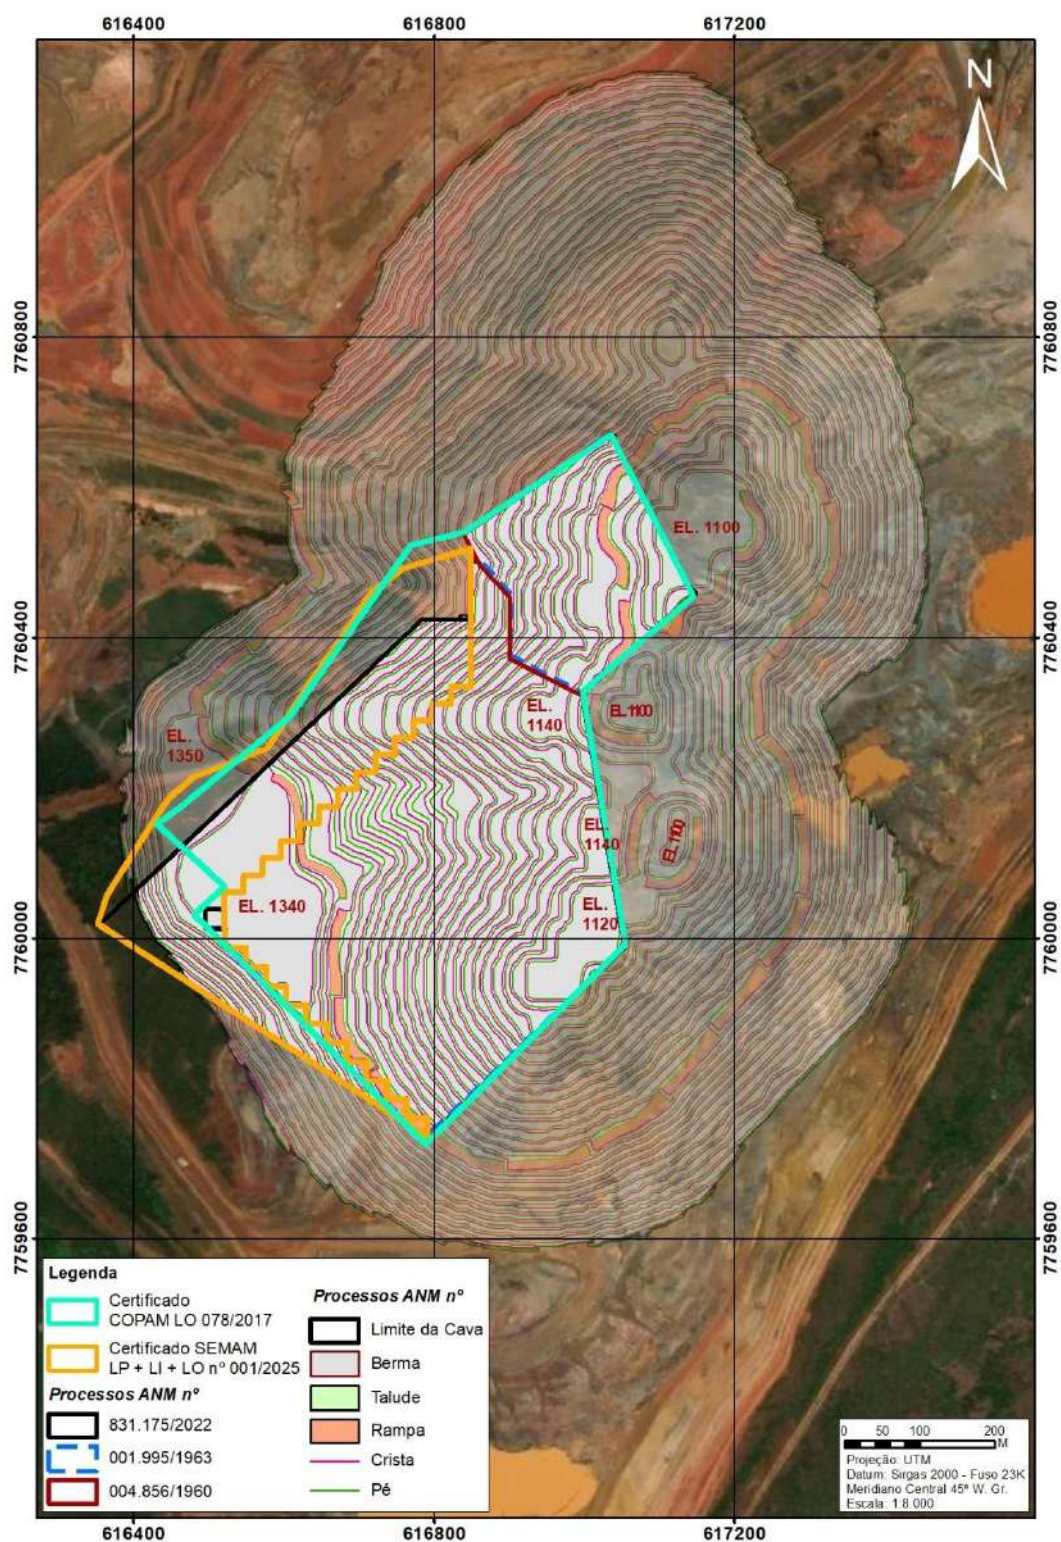 616400 616800 617200
N
7760800 7760800
EL. 1100
7760400 7760400
EL.
1140
EL.1100
EL.
1350
EL.
1140
EL.1100
EL. 1340
EL.
1120
7760000 7760000
7759600 7759600
Legenda
Certificado
COPAM LO 078/2017
Certificado SEMAM
LP + LI + LO nº 001/2025
Processos ANM nº
831.175/2022
001.995/1963
004.856/1960
Processos ANM nº
Limite da Cava
Berma
Talude
Rampa
Crista
Pé
0 50 100 200
M
Projeção: UTM
Datum: Sirgas 2000 - Fuso 23K
Meridiano Central 45º W. Gr.
Escala: 1:8.000
616400 616800 617200